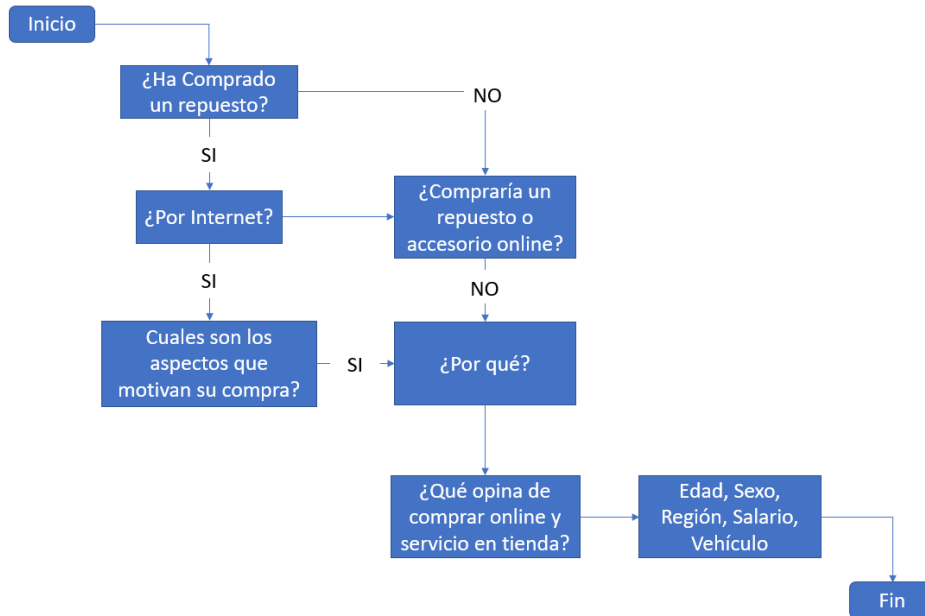 Inicio
¿Ha Comprado
un repuesto?
NO
SI
¿Por Internet?
¿Compraría un
repuesto o
accesorio online?
SI
NO
Cuales son los
aspectos que
motivan su compra?
SI
¿Por qué?
¿Qué opina de
comprar online y
servicio en tienda?
Edad, Sexo,
Región, Salario,
Vehículo
Fin